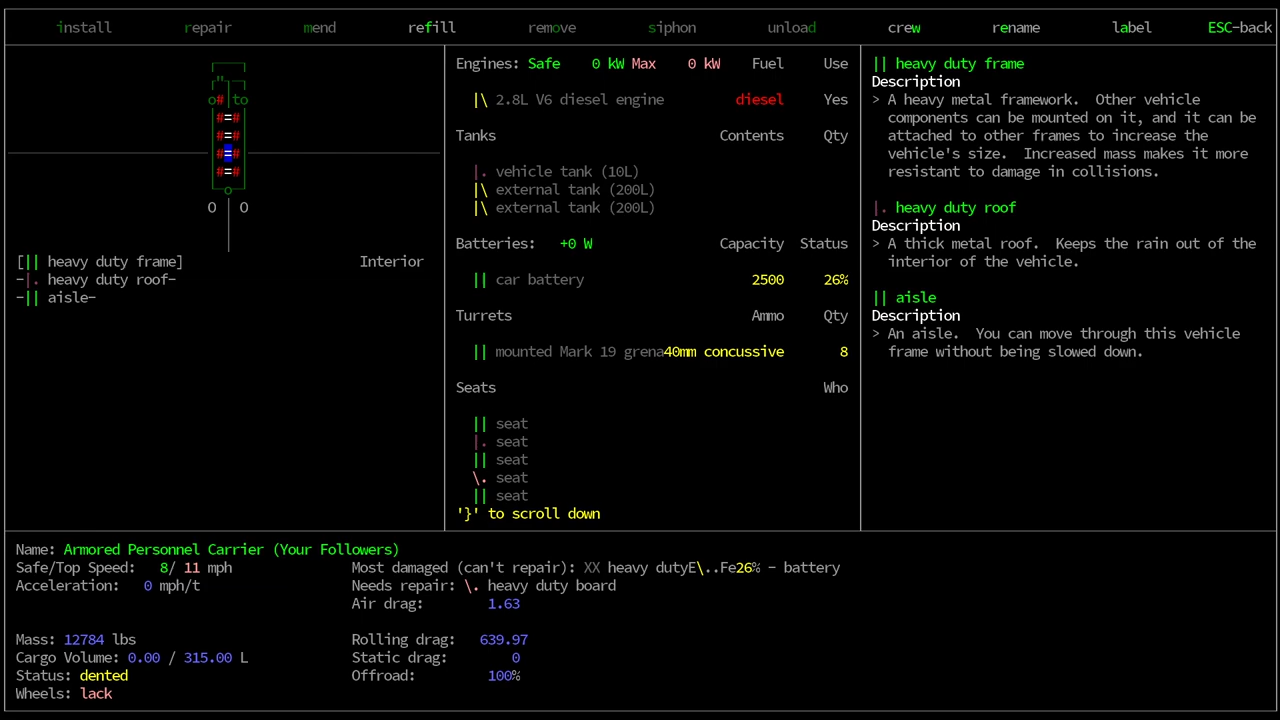 install repair mend refill remove siphon unload crew rename label ESC-back
Engines: Safe 0 kW Max 0 kW Fuel Use
|\ 2.8L V6 diesel engine diesel Yes
Tanks Contents Qty
|. vehicle tank (10L)
|\ external tank (200L)
|\ external tank (200L)
Batteries: +0 W Capacity Status
|| car battery 2500 26%
Turrets Ammo Qty
|| mounted Mark 19 grena40mm concussive 8
Seats Who
|| seat
|. seat
|| seat
\. seat
|| seat
'}' to scroll down
o#│to
#=#
#=#
#=#
#=#
o
O O
[|| heavy duty frame] Interior
-|. heavy duty roof-
-|| aisle-
|| heavy duty frame
Description
> A heavy metal framework. Other vehicle
components can be mounted on it, and it can be
attached to other frames to increase the
vehicle's size. Increased mass makes it more
resistant to damage in collisions.
|. heavy duty roof
Description
> A thick metal roof. Keeps the rain out of the
interior of the vehicle.
|| aisle
Description
> An aisle. You can move through this vehicle
frame without being slowed down.
Name: Armored Personnel Carrier (Your Followers)
Safe/Top Speed: 8/ 11 mph Most damaged (can't repair): XX heavy dutyE\..Fe26% - battery
Acceleration: 0 mph/t Needs repair: \. heavy duty board
Air drag: 1.63
Mass: 12784 lbs Rolling drag: 639.97
Cargo Volume: 0.00 / 315.00 L Static drag: 0
Status: dented Offroad: 100%
Wheels: lack